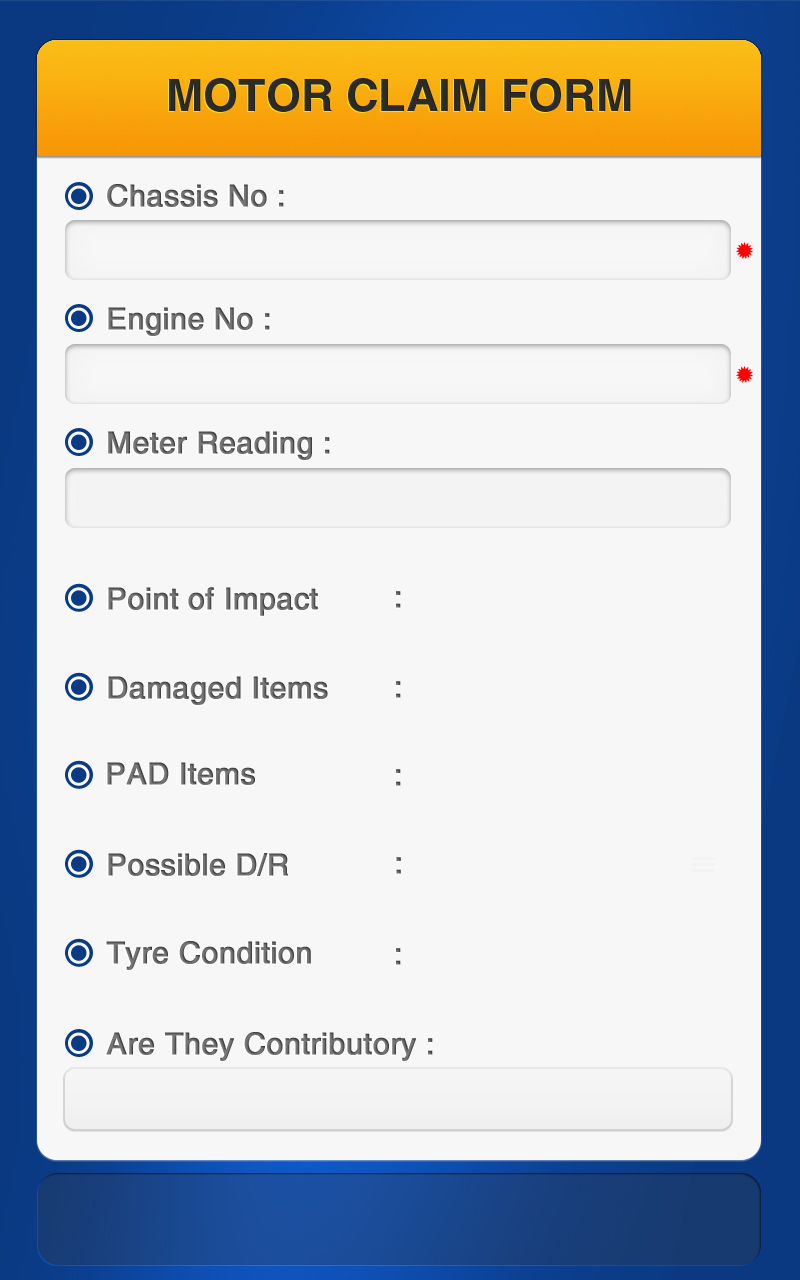 MOTOR CLAIM FORM
Chassis No :
Engine No :
Meter Reading :
Point of Impact :
Damaged Items :
PAD Items :
Possible D/R :
Tyre Condition :
Are They Contributory :